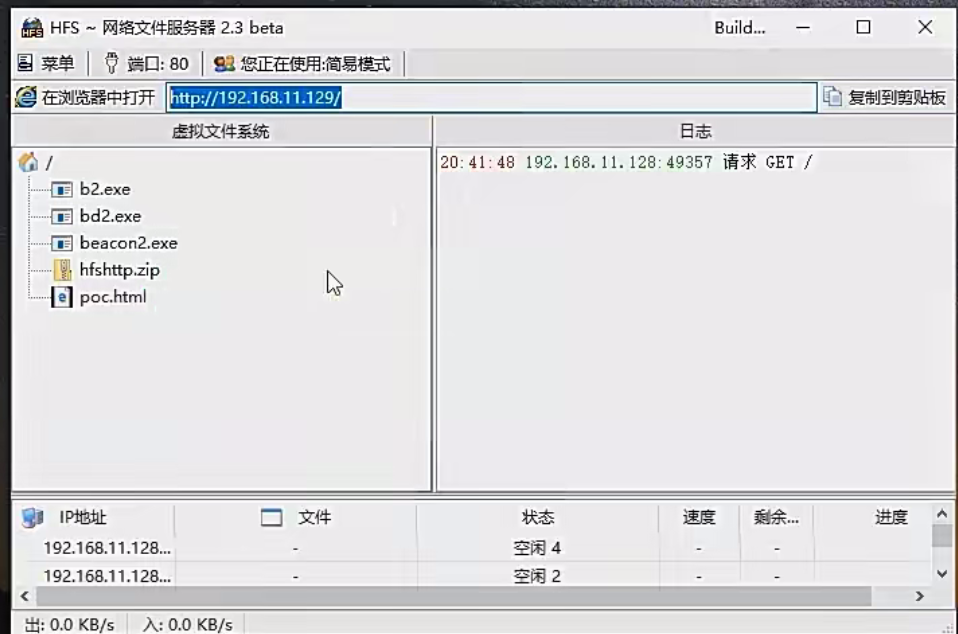 HFS ~ 网络文件服务器 2.3 beta Build...
菜单 端口: 80 您正在使用:简易模式
在浏览器中打开 http://192.168.11.129/ 复制到剪贴板
虚拟文件系统 日志
/ 20:41:48 192.168.11.128:49357 请求 GET /
b2.exe
bd2.exe
beacon2.exe
hfshttp.zip
poc.html
IP地址 文件 状态 速度 剩余... 进度
192.168.11.128... - 空闲 4 - -
192.168.11.128... - 空闲 2 - -
出: 0.0 KB/s 入: 0.0 KB/s